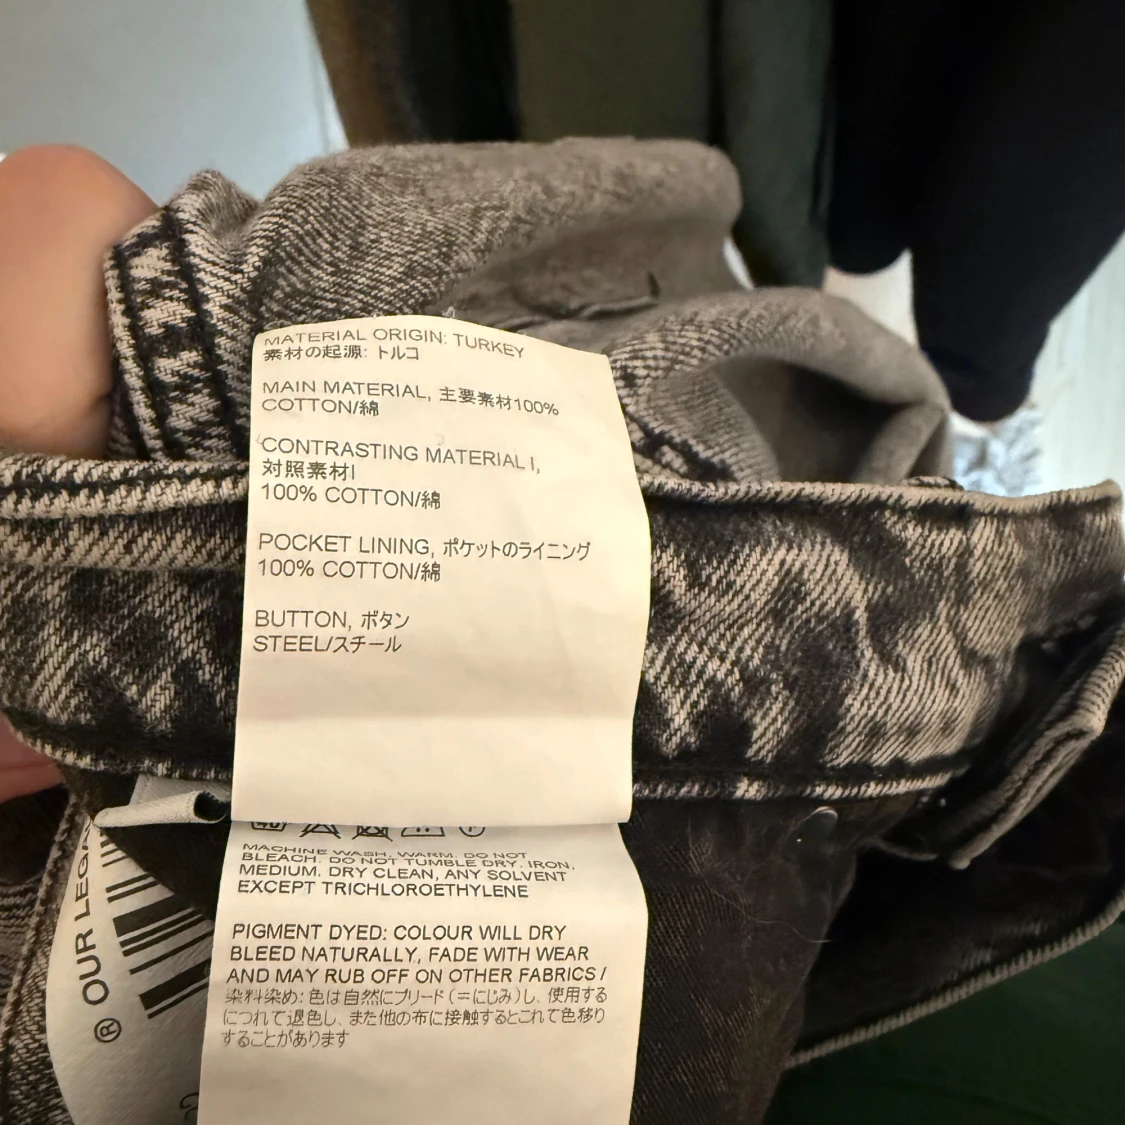 MATERIAL ORIGIN: TURKEY
素材の起源: トルコ
MAIN MATERIAL, 主要素材100%
COTTON/綿
CONTRASTING MATERIAL I,
対照素材I
100% COTTON/綿
POCKET LINING, ポケットのライニング
100% COTTON/綿
BUTTON, ボタン
STEEL/スチール
MACHINE WASH, WARM. DO NOT
BLEACH. DO NOT TUMBLE DRY. IRON,
MEDIUM. DRY CLEAN, ANY SOLVENT
EXCEPT TRICHLOROETHYLENE
PIGMENT DYED: COLOUR WILL DRY
BLEED NATURALLY, FADE WITH WEAR
AND MAY RUB OFF ON OTHER FABRICS /
染料染め: 色は自然にブリード (=にじみ) し、使用する
につれて退色し、また他の布に接触するとこれて色移り
することがあります
® OUR LEGA